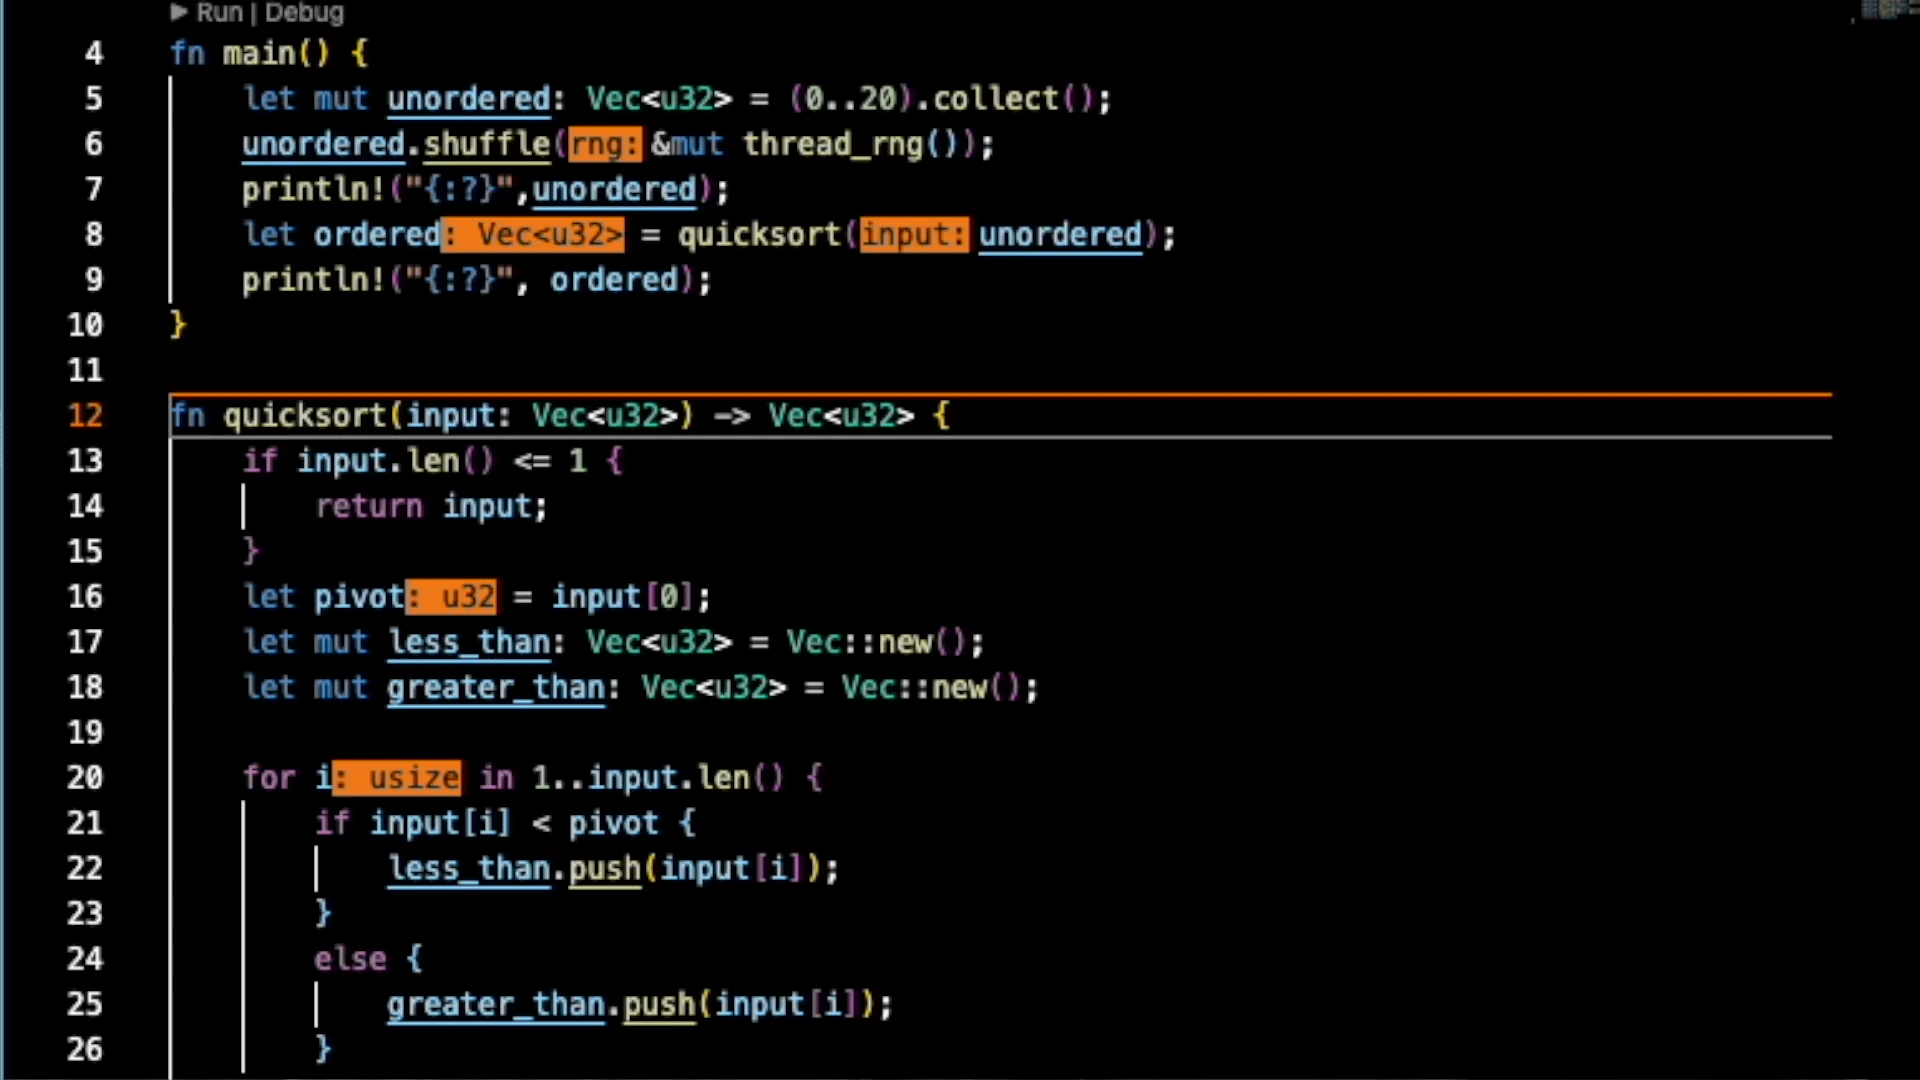 ▶ Run | Debug
4 fn main() {
5 let mut unordered: Vec<u32> = (0..20).collect();
6 unordered.shuffle(rng: &mut thread_rng());
7 println!("{:?}",unordered);
8 let ordered: Vec<u32> = quicksort(input: unordered);
9 println!("{:?}", ordered);
10 }
11
12 fn quicksort(input: Vec<u32>) -> Vec<u32> {
13 if input.len() <= 1 {
14 return input;
15 }
16 let pivot: u32 = input[0];
17 let mut less_than: Vec<u32> = Vec::new();
18 let mut greater_than: Vec<u32> = Vec::new();
19
20 for i: usize in 1..input.len() {
21 if input[i] < pivot {
22 less_than.push(input[i]);
23 }
24 else {
25 greater_than.push(input[i]);
26 }